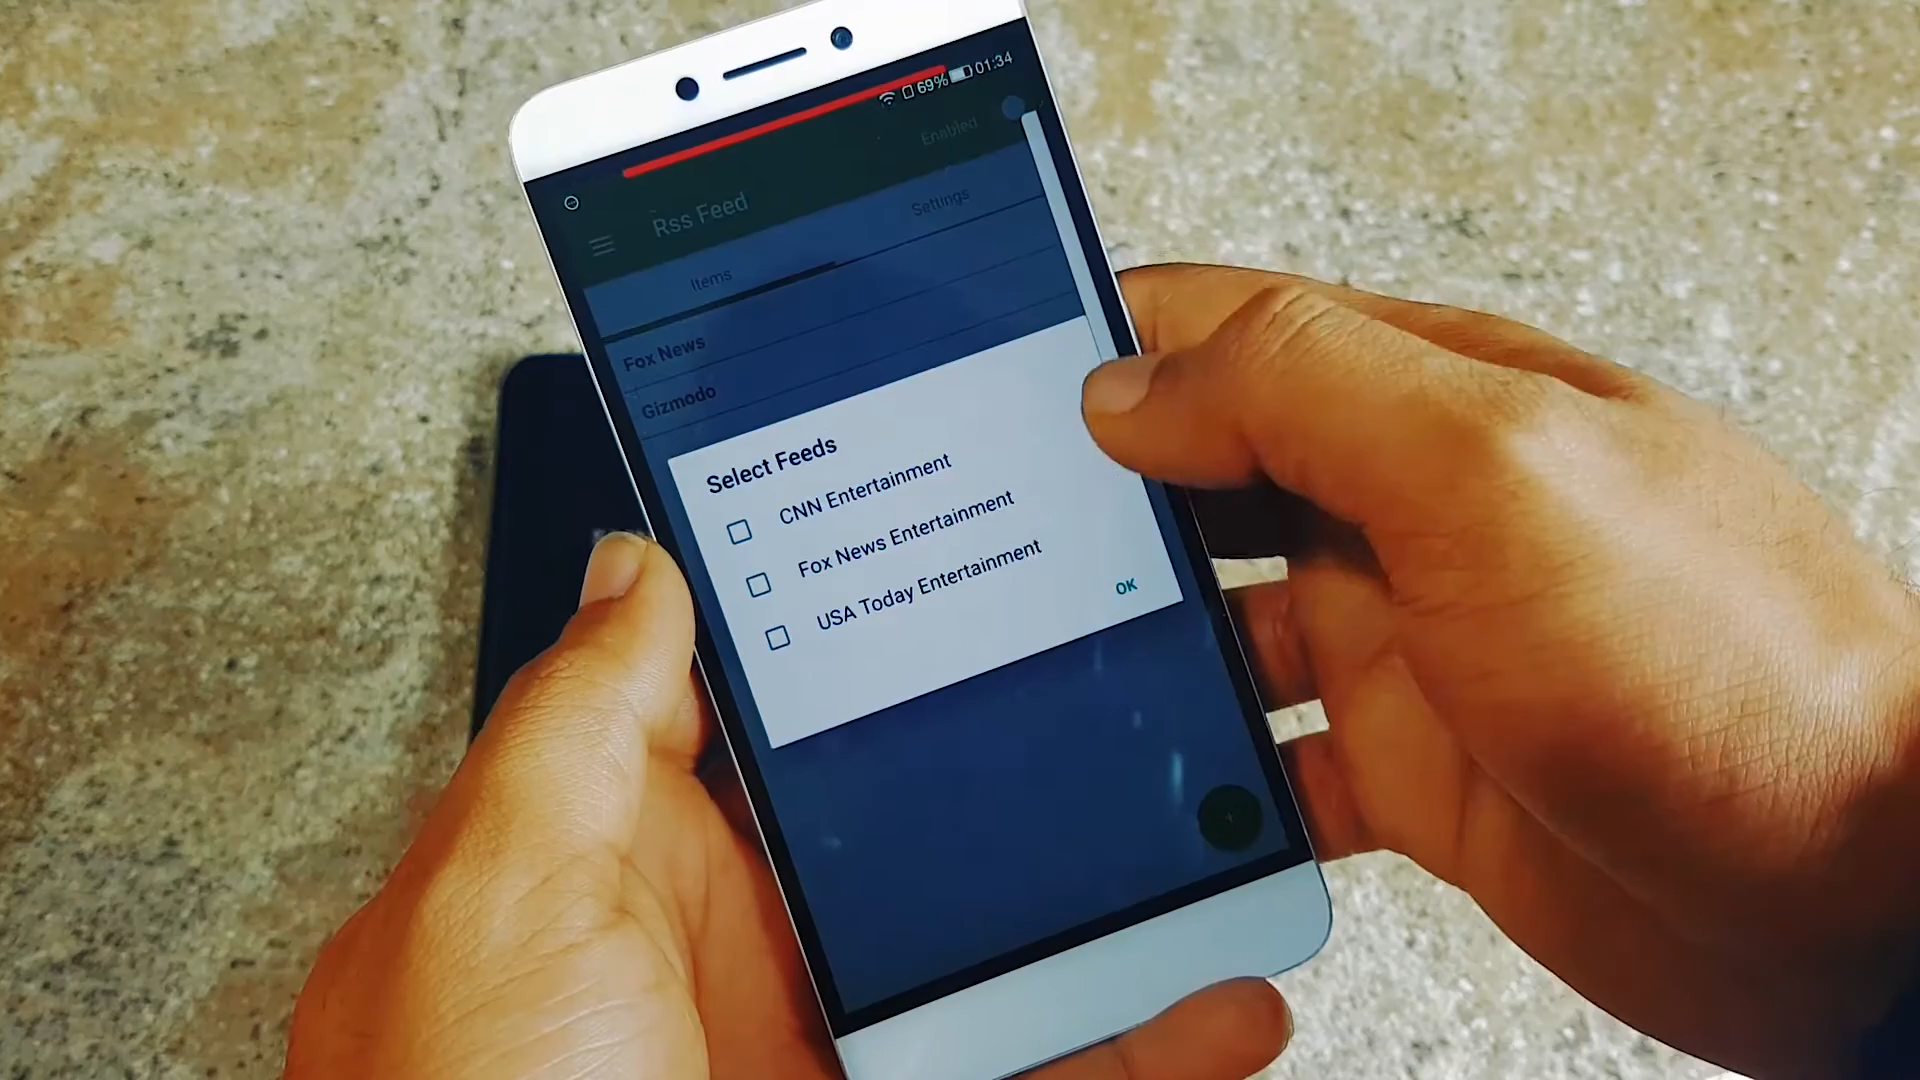 69% 01:34
Rss Feed
Enabled
Items
Settings
Fox News
Gizmodo
Select Feeds
CNN Entertainment
Fox News Entertainment
USA Today Entertainment
OK